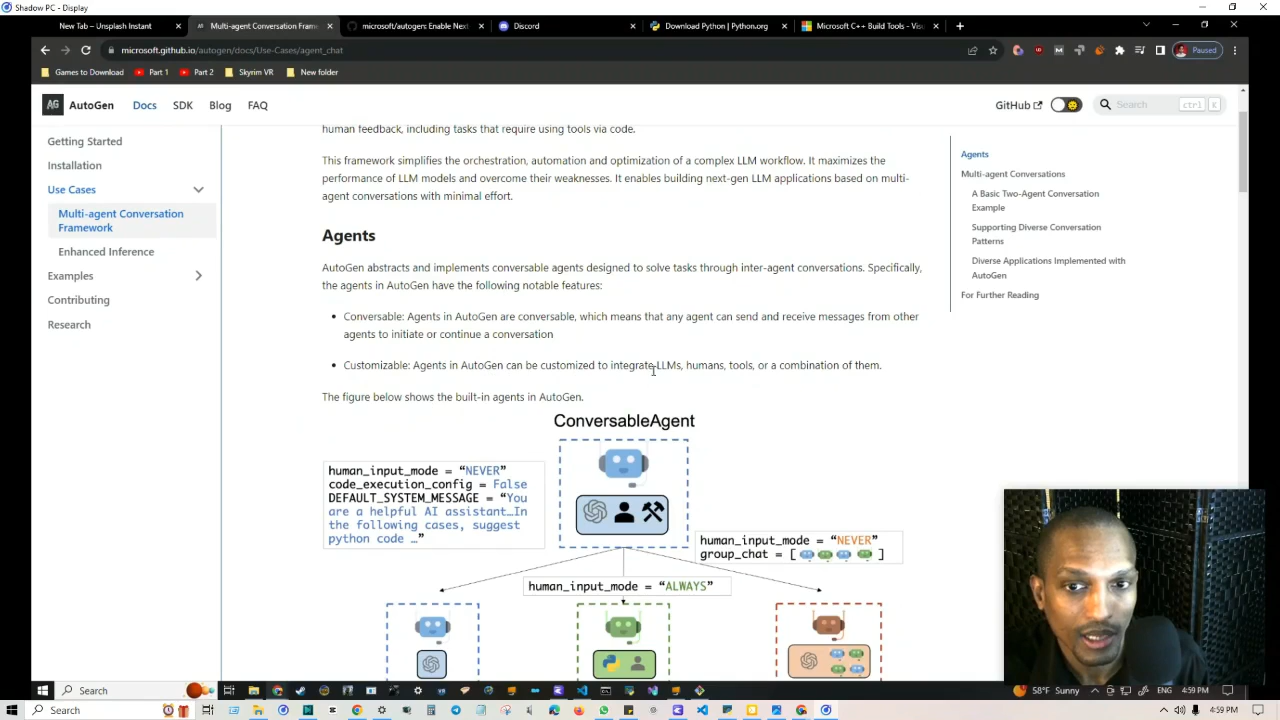 Shadow PC - Display
New Tab - Unsplash Instant
Multi-agent Conversation Fram
microsoft/autogen: Enable Next-
Discord
Download Python | Python.org
Microsoft C++ Build Tools - Vis
microsoft.github.io/autogen/docs/Use-Cases/agent_chat
Paused
Games to Download
Part 1
Part 2
Skyrim VR
New folder
AutoGen
Docs
SDK
Blog
FAQ
GitHub
Search
ctrl
K
Getting Started
Installation
Use Cases
Multi-agent Conversation
Framework
Enhanced Inference
Examples
Contributing
Research
human feedback, including tasks that require using tools via code.
This framework simplifies the orchestration, automation and optimization of a complex LLM workflow. It maximizes the
performance of LLM models and overcome their weaknesses. It enables building next-gen LLM applications based on multi-
agent conversations with minimal effort.
Agents
AutoGen abstracts and implements conversable agents designed to solve tasks through inter-agent conversations. Specifically,
the agents in AutoGen have the following notable features:
Conversable: Agents in AutoGen are conversable, which means that any agent can send and receive messages from other
agents to initiate or continue a conversation
Customizable: Agents in AutoGen can be customized to integrate LLMs, humans, tools, or a combination of them.
The figure below shows the built-in agents in AutoGen.
ConversableAgent
human_input_mode = “NEVER”
code_execution_config = False
DEFAULT_SYSTEM_MESSAGE = “You
are a helpful AI assistant…In
the following cases, suggest
python code …”
human_input_mode = “NEVER”
group_chat = [ ]
human_input_mode = “ALWAYS”
Agents
Multi-agent Conversations
A Basic Two-Agent Conversation
Example
Supporting Diverse Conversation
Patterns
Diverse Applications Implemented with
AutoGen
For Further Reading
Search
58°F Sunny
ENG
4:59 PM
Search
4:59 PM